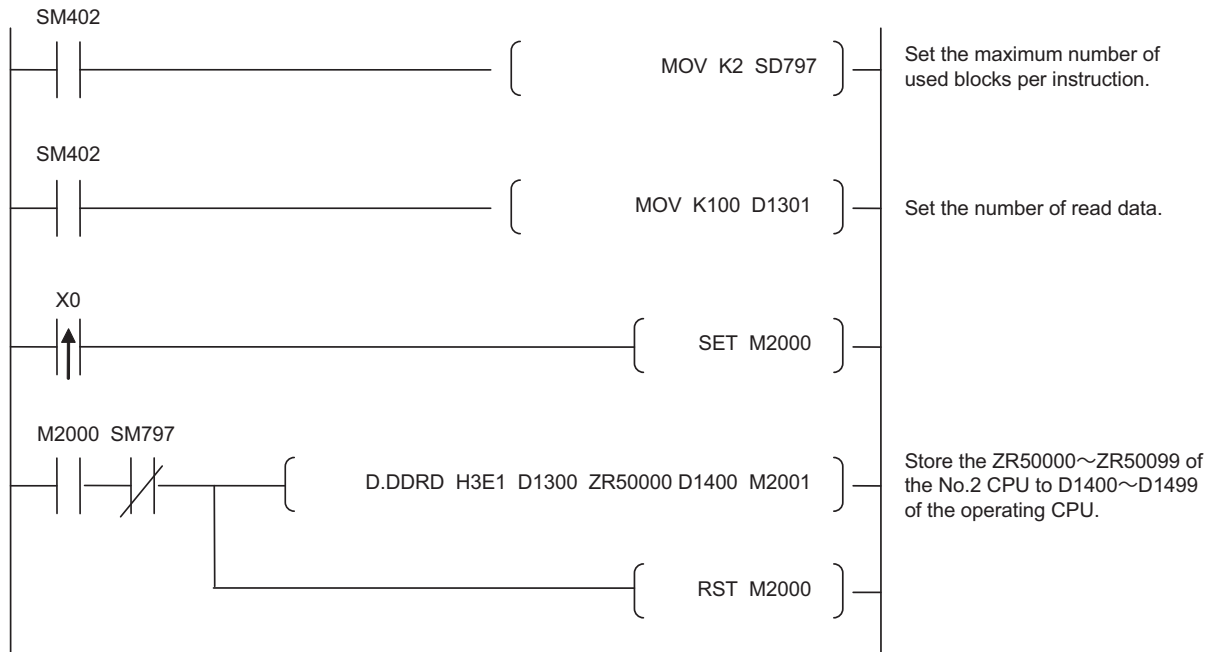 SM402
MOV K2 SD797
Set the maximum number of
used blocks per instruction.
SM402
MOV K100 D1301
Set the number of read data.
X0
SET M2000
M2000 SM797
D.DDRD H3E1 D1300 ZR50000 D1400 M2001
Store the ZR50000～ZR50099 of
the No.2 CPU to D1400～D1499
of the operating CPU.
RST M2000